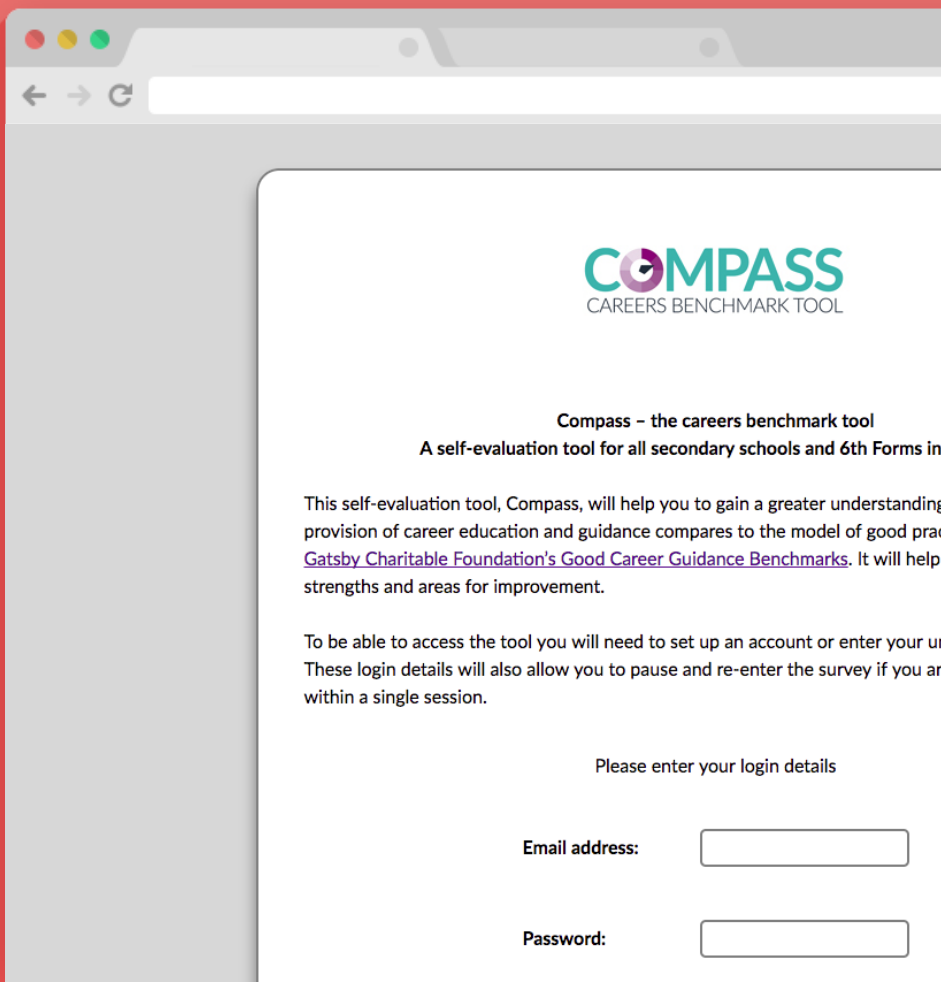 COMPASS
CAREERS BENCHMARK TOOL
Compass – the careers benchmark tool
A self-evaluation tool for all secondary schools and 6th Forms in
This self-evaluation tool, Compass, will help you to gain a greater understanding
provision of career education and guidance compares to the model of good
Gatsby Charitable Foundation's Good Career Guidance Benchmarks. It will help
strengths and areas for improvement.
To be able to access the tool you will need to set up an account or enter your
These login details will also allow you to pause and re-enter the survey if you
within a single session.
Please enter your login details
Email address:
Password: